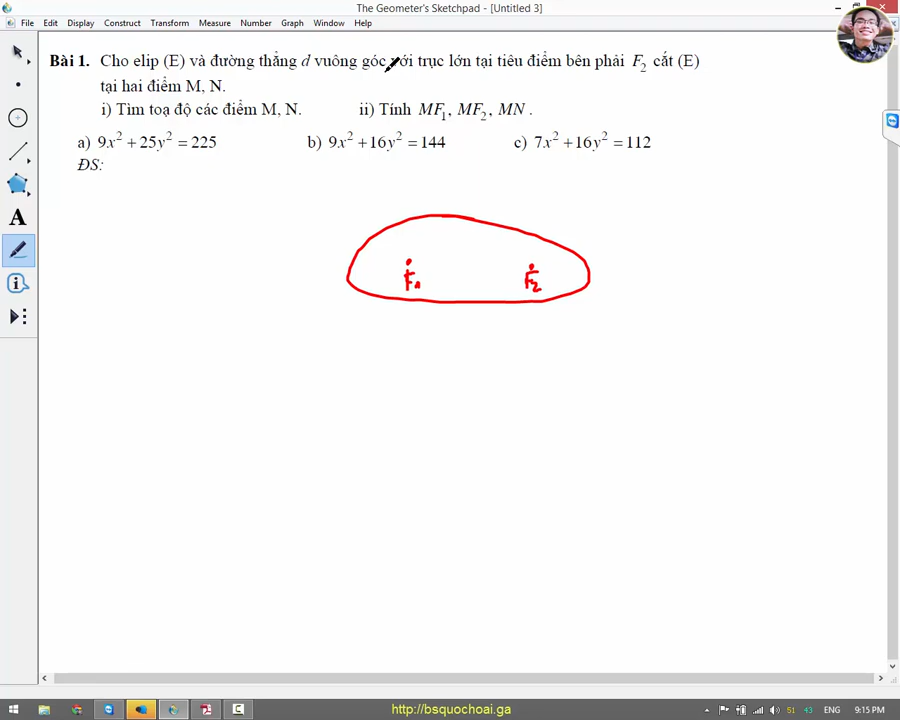 The Geometer's Sketchpad - [Untitled 3]
File Edit Display Construct Transform Measure Number Graph Window Help
Bài 1. Cho elip (E) và đường thẳng d vuông góc với trục lớn tại tiêu điểm bên phải F₂ cắt (E)
tại hai điểm M, N.
i) Tìm toạ độ các điểm M, N. ii) Tính MF₁, MF₂, MN .
a) 9x² + 25y² = 225 b) 9x² + 16y² = 144 c) 7x² + 16y² = 112
ĐS:
F₁ F₂
A
http://bsquochoai.ga 51 43 ENG 9:15 PM